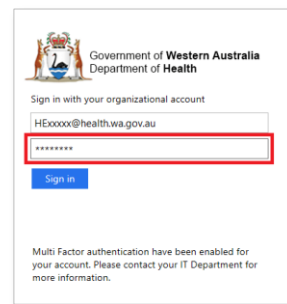 Government of Western Australia
Department of Health
Sign in with your organizational account
HExxxxx@health.wa.gov.au
********
Sign in
Multi Factor authentication have been enabled for
your account. Please contact your IT Department for
more information.